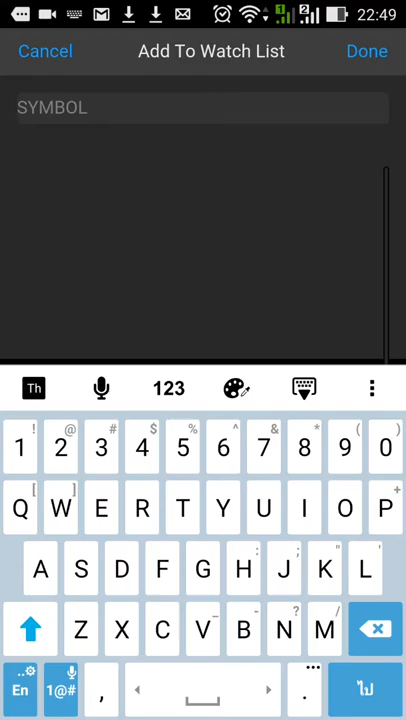 22:49
Cancel Add To Watch List Done
SYMBOL
Th 123
! @ # $ % ^ & * ( )
1 2 3 4 5 6 7 8 9 0
[ ] +
Q W E R T Y U I O P
: ; " '
A S D F G H J K L
_ - ? /
Z X C V B N M
En 1@# , . ไป